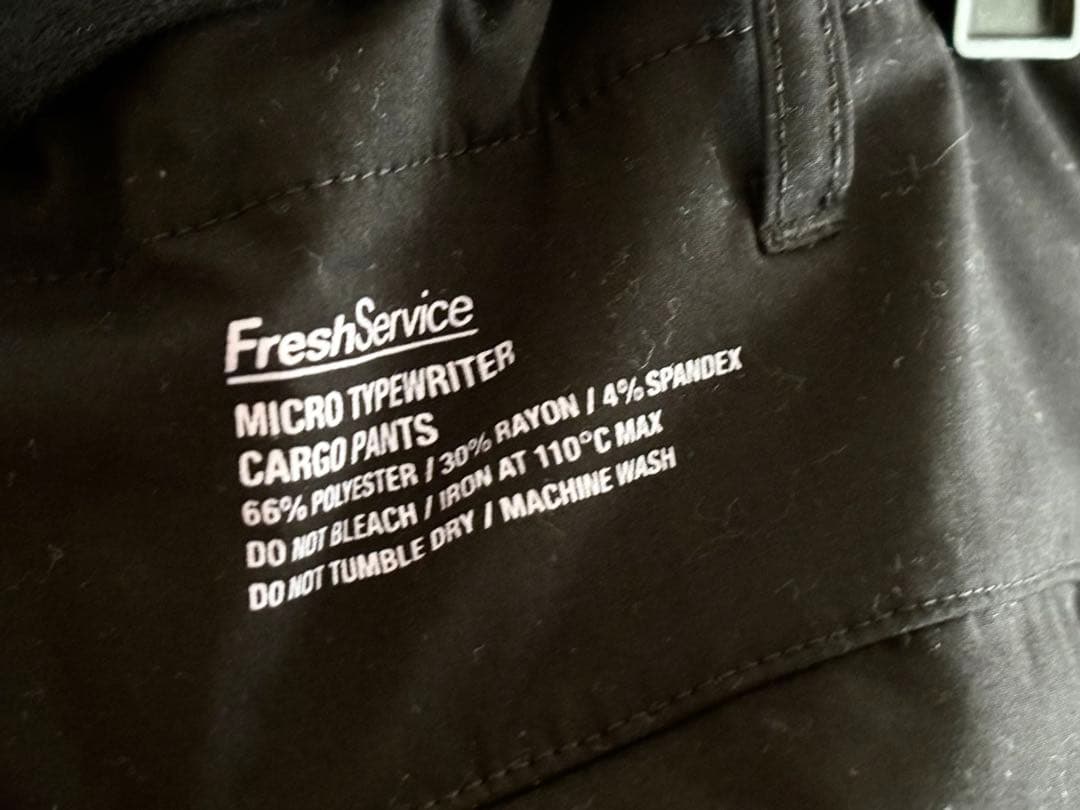 FreshService
MICRO TYPEWRITER
CARGO PANTS
66% POLYESTER / 30% RAYON / 4% SPANDEX
DO NOT BLEACH / IRON AT 110°C MAX
DO NOT TUMBLE DRY / MACHINE WASH